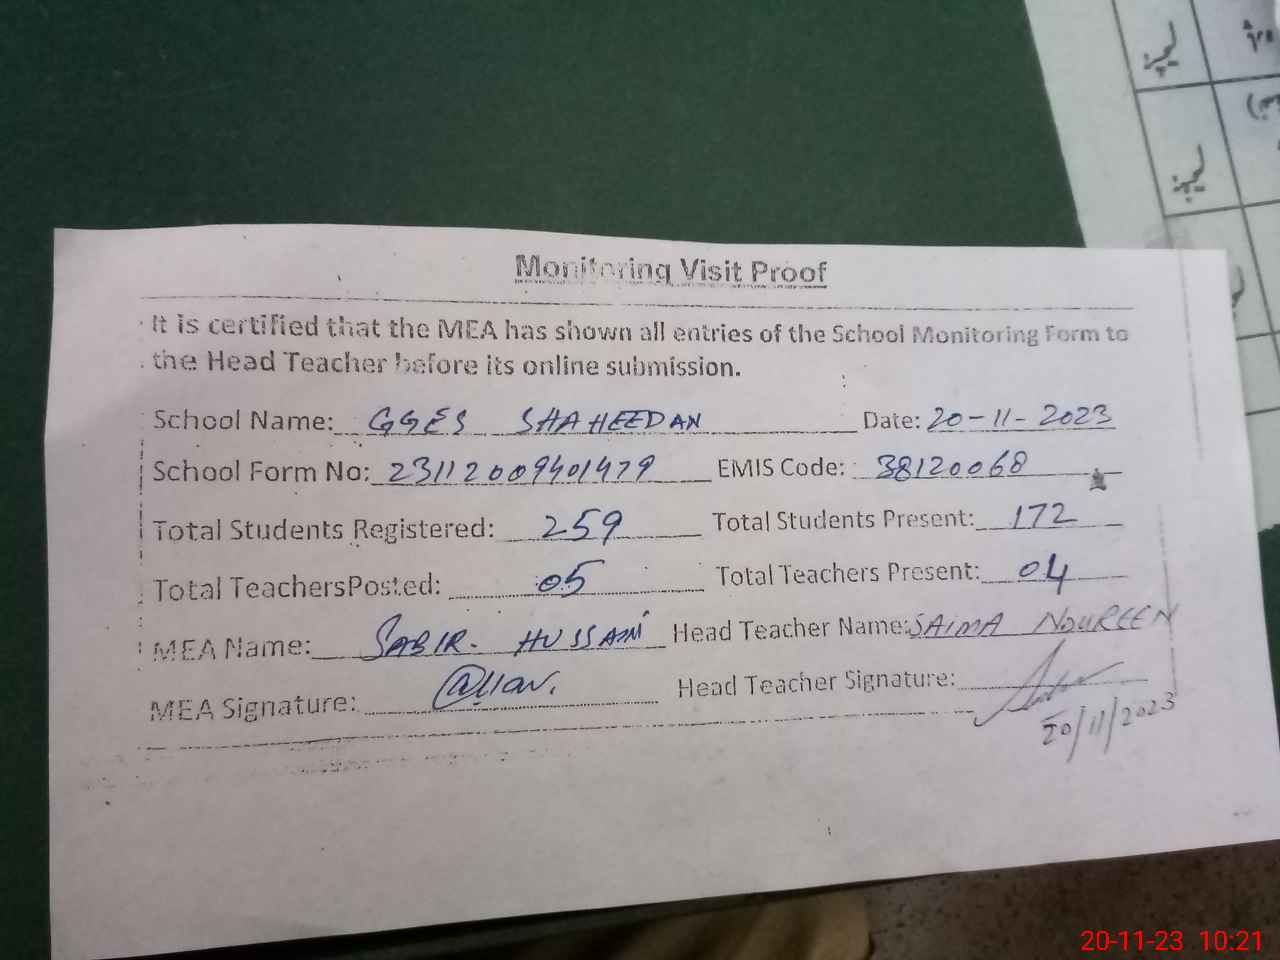 Monitoring Visit Proof
It is certified that the MEA has shown all entries of the School Monitoring Form to
the Head Teacher before its online submission.
School Name: GGES SHAHEEDAN Date: 20-11-2023
School Form No: 23112009401479 EMIS Code: 38120068
Total Students Registered: 259 Total Students Present: 172
Total TeachersPosted: 05 Total Teachers Present: 04
MEA Name: SABIR. HUSSAIN Head Teacher Name: SAIMA NOUREEN
MEA Signature: Head Teacher Signature:
20/11/2023
20-11-23 10:21